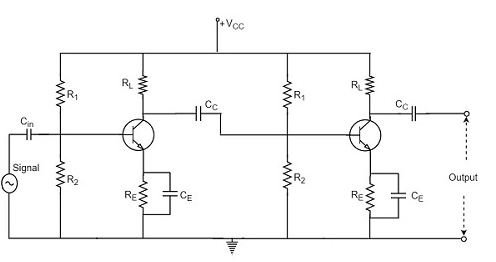 +VCC
R1
RL
CC
R1
RL
CC
Cin
Signal
R2
RE
CE
R2
RE
CE
Output